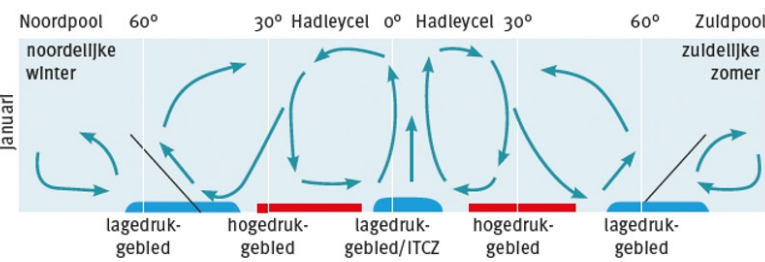 Noordpool 60° 30° Hadleycel 0° Hadleycel 30° 60° Zuidpool
noordelijke
winter
zuidelijke
zomer
januari
lagedruk-
gebied
hogedruk-
gebied
lagedruk-
gebied/ITCZ
hogedruk-
gebied
lagedruk-
gebied